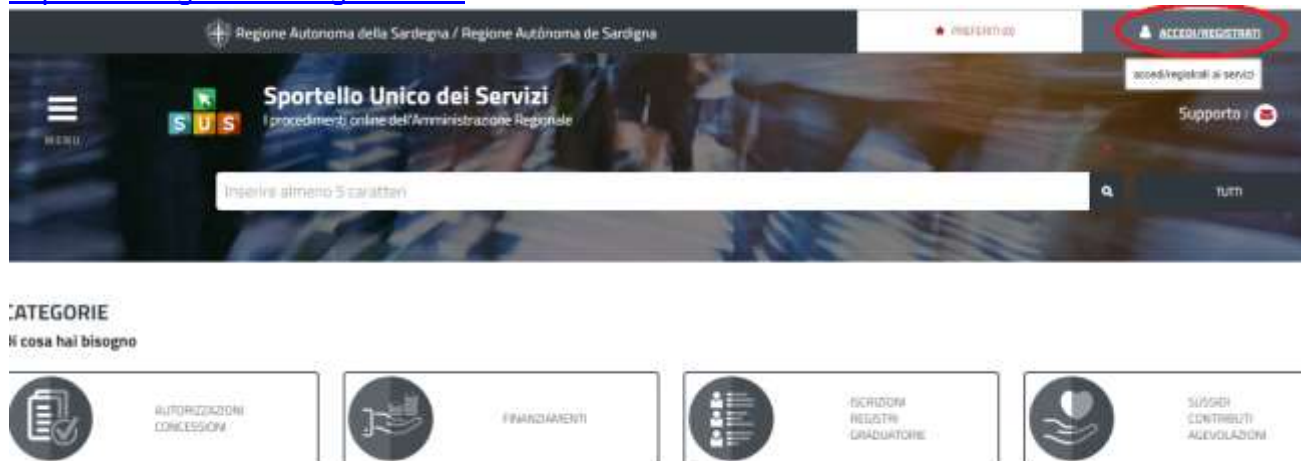 Regione Autonoma della Sardegna / Regione Autònoma de Sardigna
PREFERITI (0)
ACCEDI/REGISTRATI
accedi/registrati ai servizi
MENU
SUS
Sportello Unico dei Servizi
I procedimenti online dell'Amministrazione Regionale
Supporto
Inserire almeno 5 caratteri
TUTTI
CATEGORIE
di cosa hai bisogno
AUTORIZZAZIONI
CONCESSIONI
FINANZIAMENTI
ISCRIZIONI
REGISTRI
GRADUATORIE
SUSSIDI
CONTRIBUTI
AGEVOLAZIONI